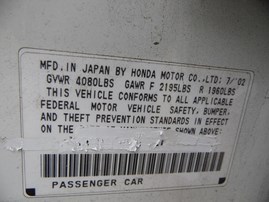 MFD.IN JAPAN BY HONDA MOTOR CO.,LTD: 7/'02
GVWR 4080LBS GAWR F 2195LBS R 1960LBS
THIS VEHICLE CONFORMS TO ALL APPLICABLE
FEDERAL MOTOR VEHICLE SAFETY, BUMPER,
AND THEFT PREVENTION STANDARDS IN EFFECT
ON THE MANUFACTURE SHOWN ABOVE:
PASSENGER CAR